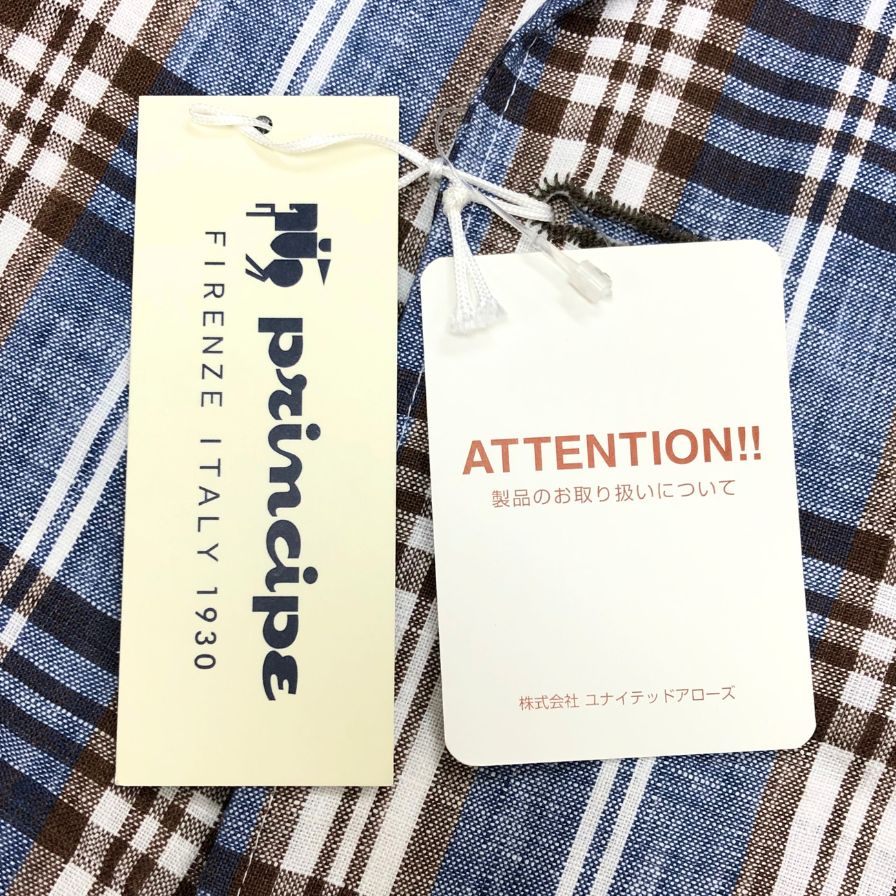 principe
FIRENZE ITALY 1930
ATTENTION!!
製品のお取り扱いについて
株式会社 ユナイテッドアローズ